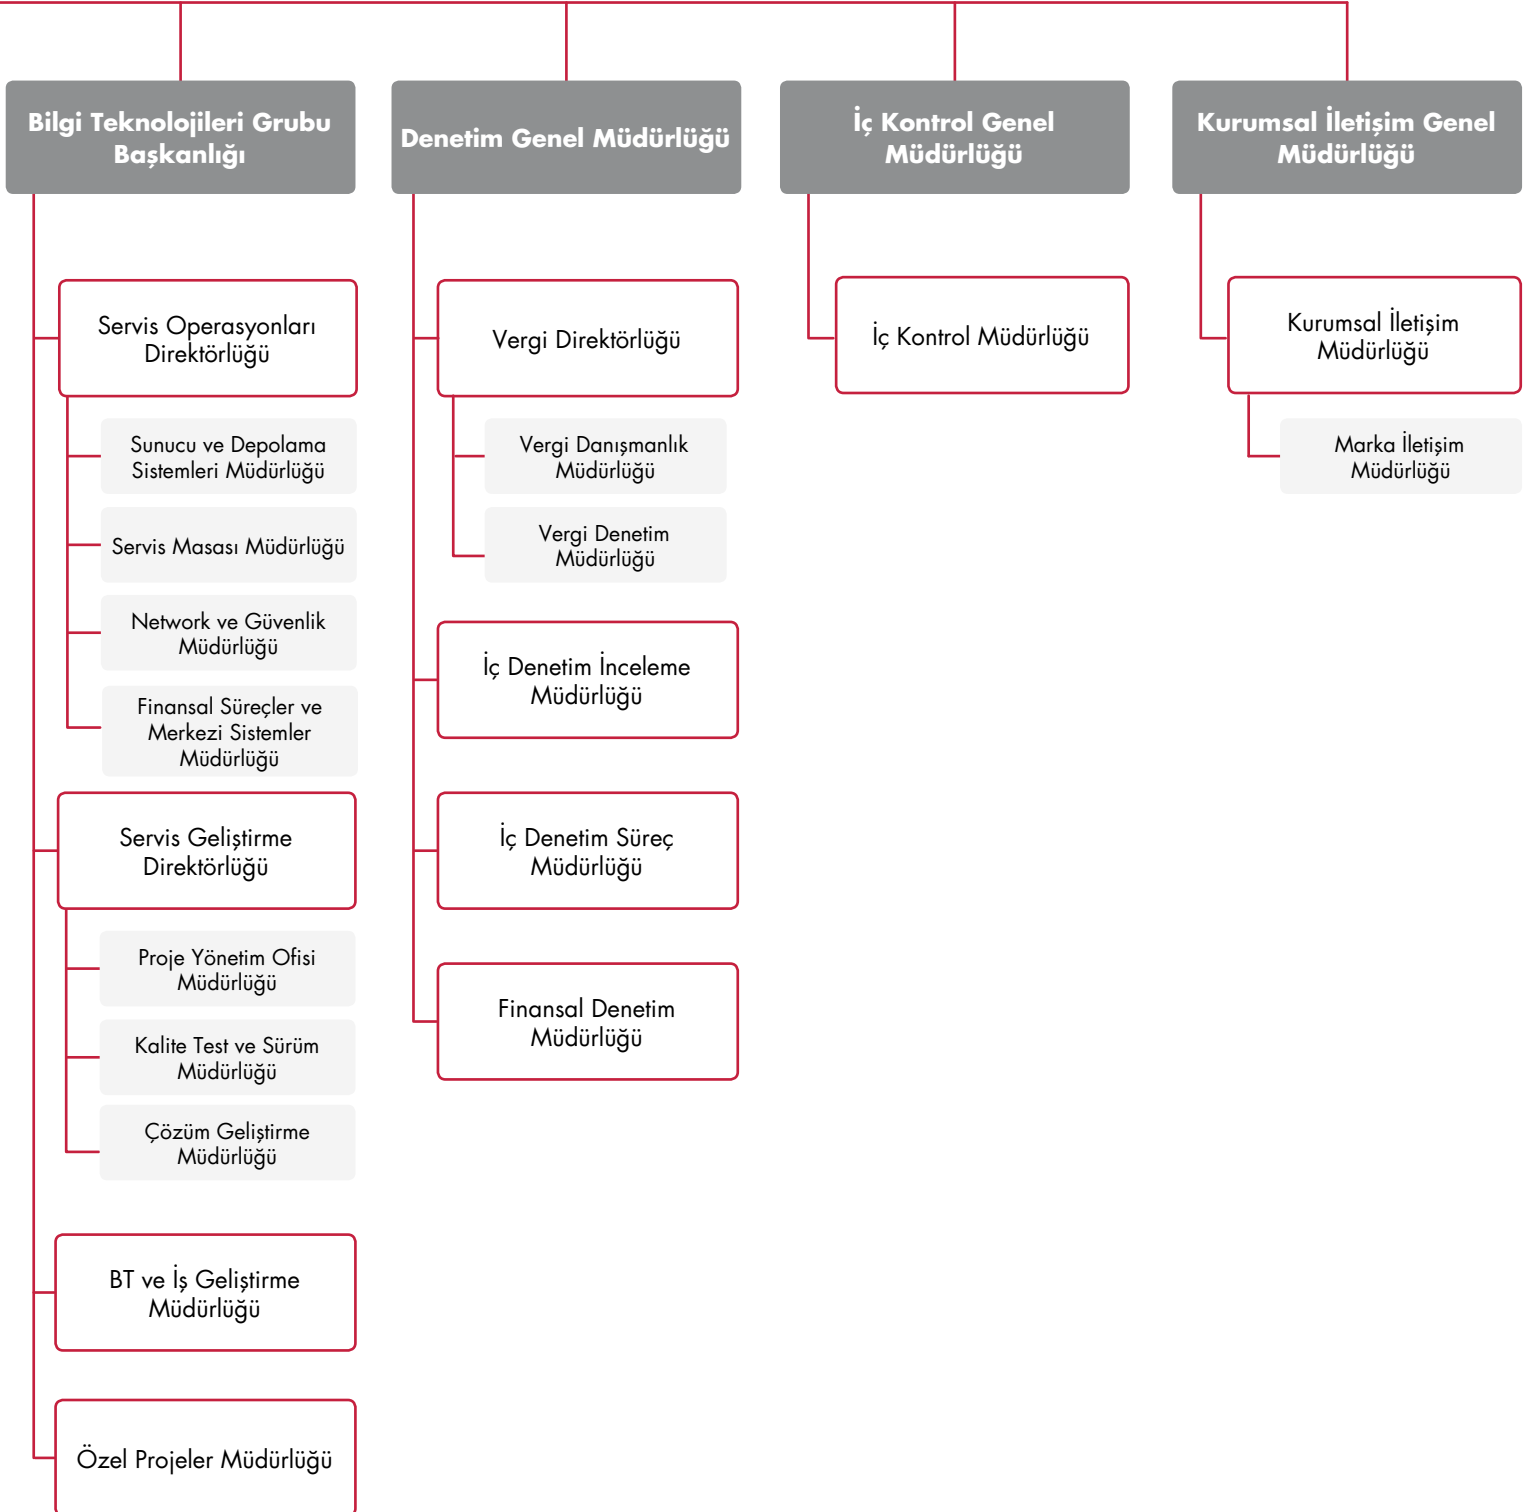 Bilgi Teknolojileri Grubu
Başkanlığı
Servis Operasyonları
Direktörlüğü
Sunucu ve Depolama
Sistemleri Müdürlüğü
Servis Masası Müdürlüğü
Network ve Güvenlik
Müdürlüğü
Finansal Süreçler ve
Merkezi Sistemler
Müdürlüğü
Servis Geliştirme
Direktörlüğü
Proje Yönetim Ofisi
Müdürlüğü
Kalite Test ve Sürüm
Müdürlüğü
Çözüm Geliştirme
Müdürlüğü
BT ve İş Geliştirme
Müdürlüğü
Özel Projeler Müdürlüğü
Denetim Genel Müdürlüğü
Vergi Direktörlüğü
Vergi Danışmanlık
Müdürlüğü
Vergi Denetim
Müdürlüğü
İç Denetim İnceleme
Müdürlüğü
İç Denetim Süreç
Müdürlüğü
Finansal Denetim
Müdürlüğü
İç Kontrol Genel
Müdürlüğü
İç Kontrol Müdürlüğü
Kurumsal İletişim Genel
Müdürlüğü
Kurumsal İletişim
Müdürlüğü
Marka İletişim
Müdürlüğü